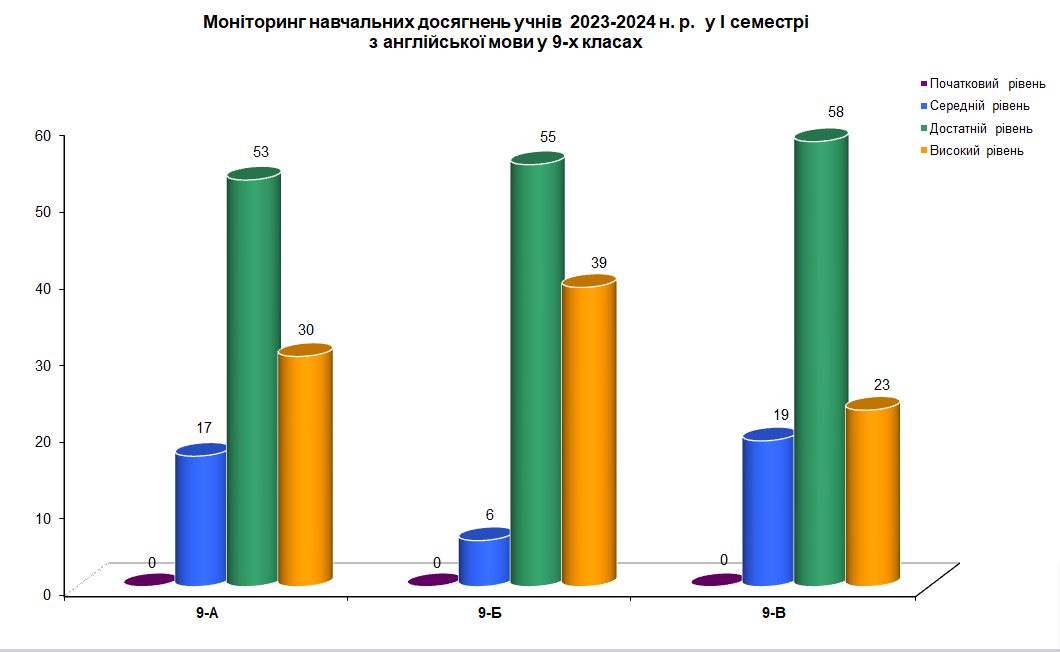 Моніторинг навчальних досягнень учнів 2023-2024 н. р. у І семестрі
з англійської мови у 9-х класах
Початковий рівень
Середній рівень
Достатній рівень
Високий рівень
60
50
40
30
20
10
0
0
17
53
30
0
6
55
39
0
19
58
23
9-А
9-Б
9-В